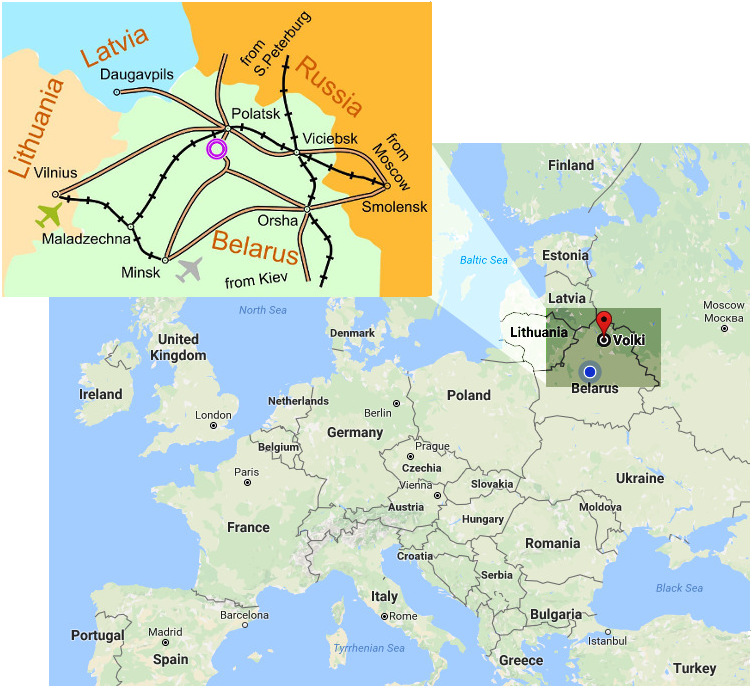 Latvia
from
S.Peterburg
Daugavpils
Russia
Lithuania
Polatsk
Viciebsk
from
Moscow
Vilnius
Smolensk
Orsha
Maladzechna
Belarus
Minsk
from Kiev
Finland
Baltic Sea
Estonia
Latvia
Moscow
Москва
North Sea
Denmark
Lithuania
Volki
United
Kingdom
Ireland
Belarus
Poland
Netherlands
London
Berlin
Germany
Belgium
Prague
Czechia
Paris
Vienna
Slovakia
Ukraine
Austria
Moldova
France
Hungary
Romania
Croatia
Serbia
Black Sea
Italy
Bulgaria
Barcelona
Rome
Portugal
Madrid
Istanbul
Tyrrhenian Sea
Spain
Greece
Turkey